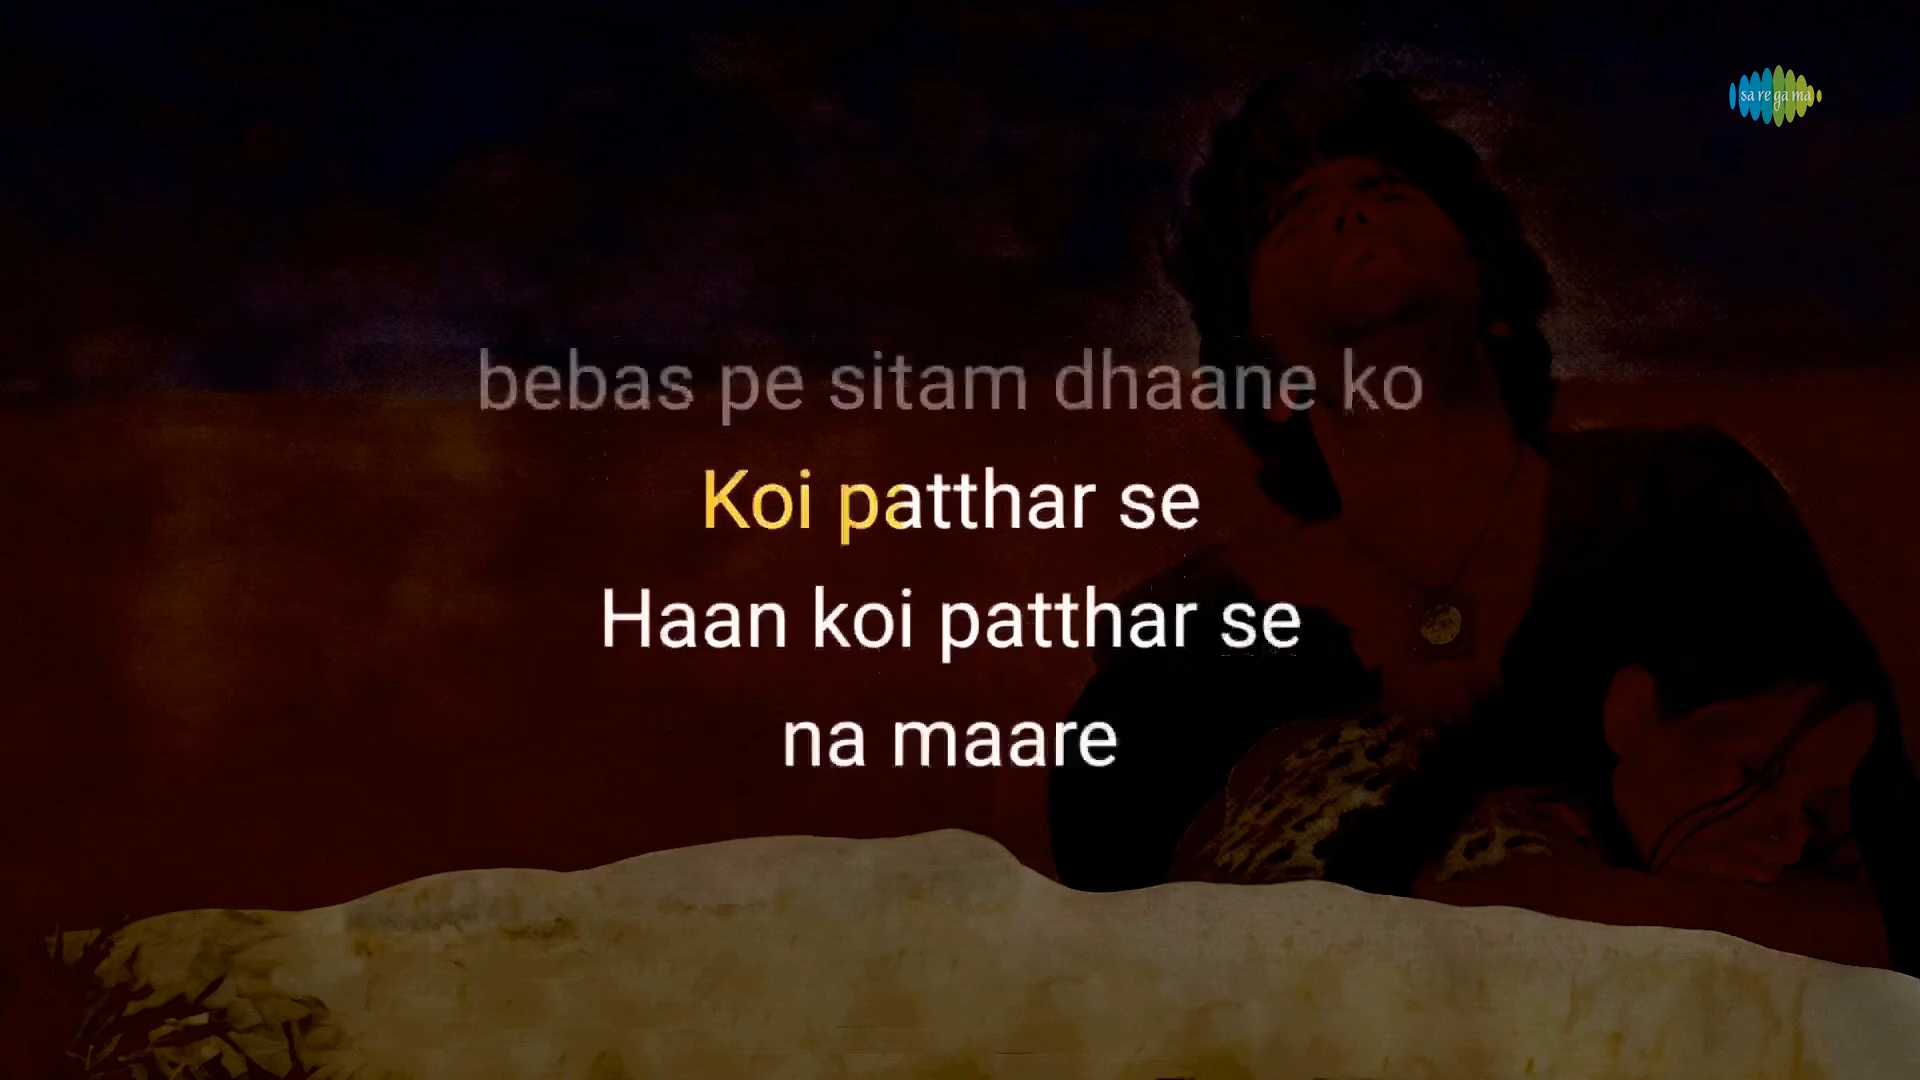 sa re ga ma
bebas pe sitam dhaane ko
Koi patthar se
Haan koi patthar se
na maare